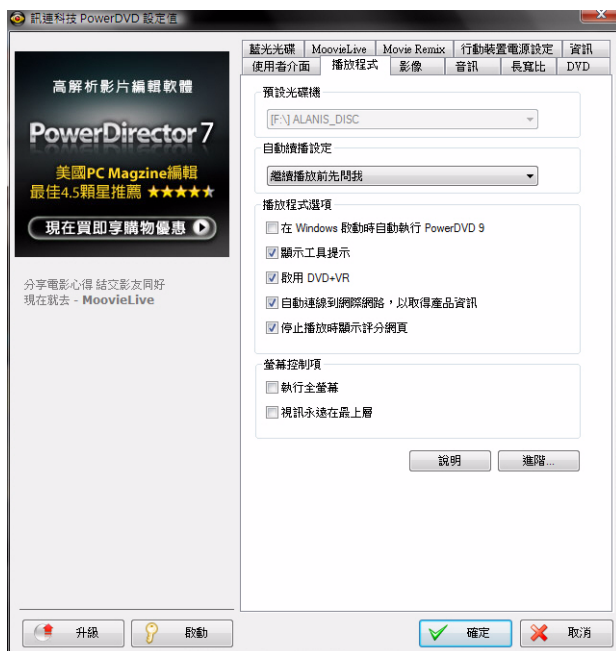 訊連科技 PowerDVD 設定值
高解析影片編輯軟體
PowerDirector 7
美國PC Magzine編輯
最佳4.5顆星推薦 ★★★★★
現在買即享購物優惠
分享電影心得 結交影友同好
現在就去 - MoovieLive
藍光光碟 MoovieLive Movie Remix 行動裝置電源設定 資訊
使用者介面 播放程式 影像 音訊 長寬比 DVD
預設光碟機
[F:\] ALANIS_DISC
自動續播設定
繼續播放前先問我
播放程式選項
在 Windows 啟動時自動執行 PowerDVD 9
顯示工具提示
啟用 DVD+VR
自動連線到網際網路，以取得產品資訊
停止播放時顯示評分網頁
螢幕控制項
執行全螢幕
視訊永遠在最上層
說明 進階...
升級 啟動 確定 取消